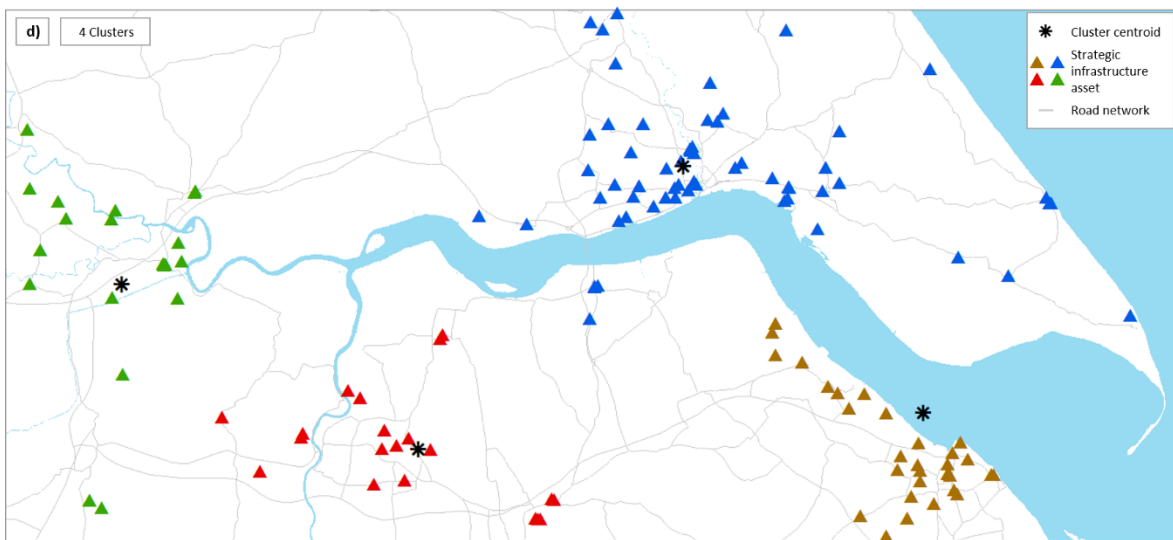 d)
4 Clusters
Cluster centroid
Strategic
infrastructure
asset
Road network